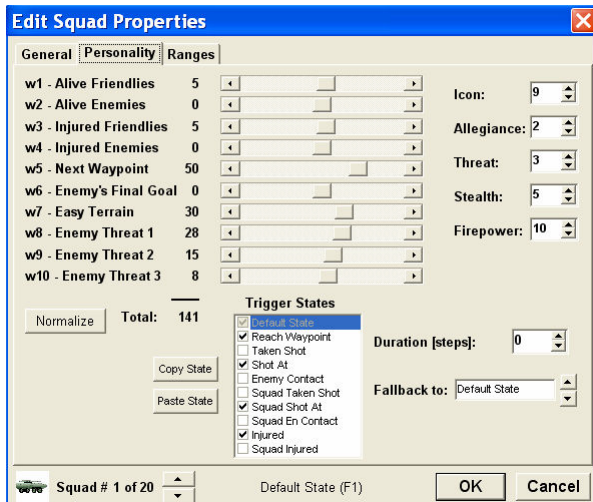 Edit Squad Properties
General Personality Ranges
w1 - Alive Friendlies 5
w2 - Alive Enemies 0
w3 - Injured Friendlies 5
w4 - Injured Enemies 0
w5 - Next Waypoint 50
w6 - Enemy's Final Goal 0
w7 - Easy Terrain 30
w8 - Enemy Threat 1 28
w9 - Enemy Threat 2 15
w10 - Enemy Threat 3 8
Icon: 9
Allegiance: 2
Threat: 3
Stealth: 5
Firepower: 10
Normalize Total: 141
Copy State
Paste State
Trigger States
Default State
Reach Waypoint
Taken Shot
Shot At
Enemy Contact
Squad Taken Shot
Squad Shot At
Squad En Contact
Injured
Squad Injured
Duration [steps]: 0
Fallback to: Default State
Squad # 1 of 20 Default State (F1) OK Cancel